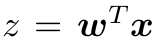 z = w^T x